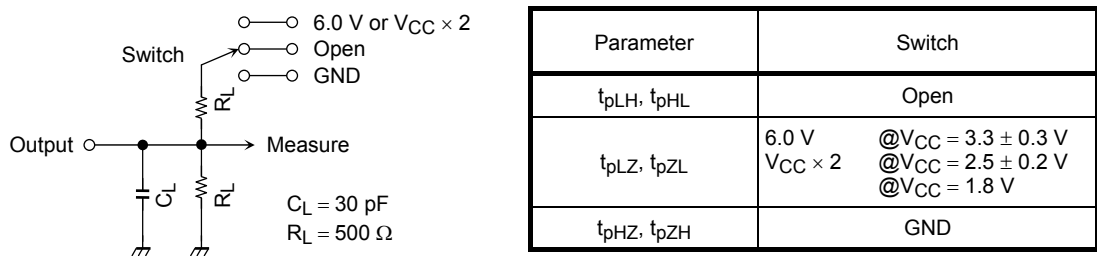 6.0 V or VCC × 2
Switch
Open
GND
RL
Output
Measure
CL
RL
CL = 30 pF
RL = 500 Ω
Parameter Switch
tpLH, tpHL Open
tpLZ, tpZL
6.0 V @VCC = 3.3 ± 0.3 V
VCC × 2 @VCC = 2.5 ± 0.2 V
@VCC = 1.8 V
tpHZ, tpZH GND